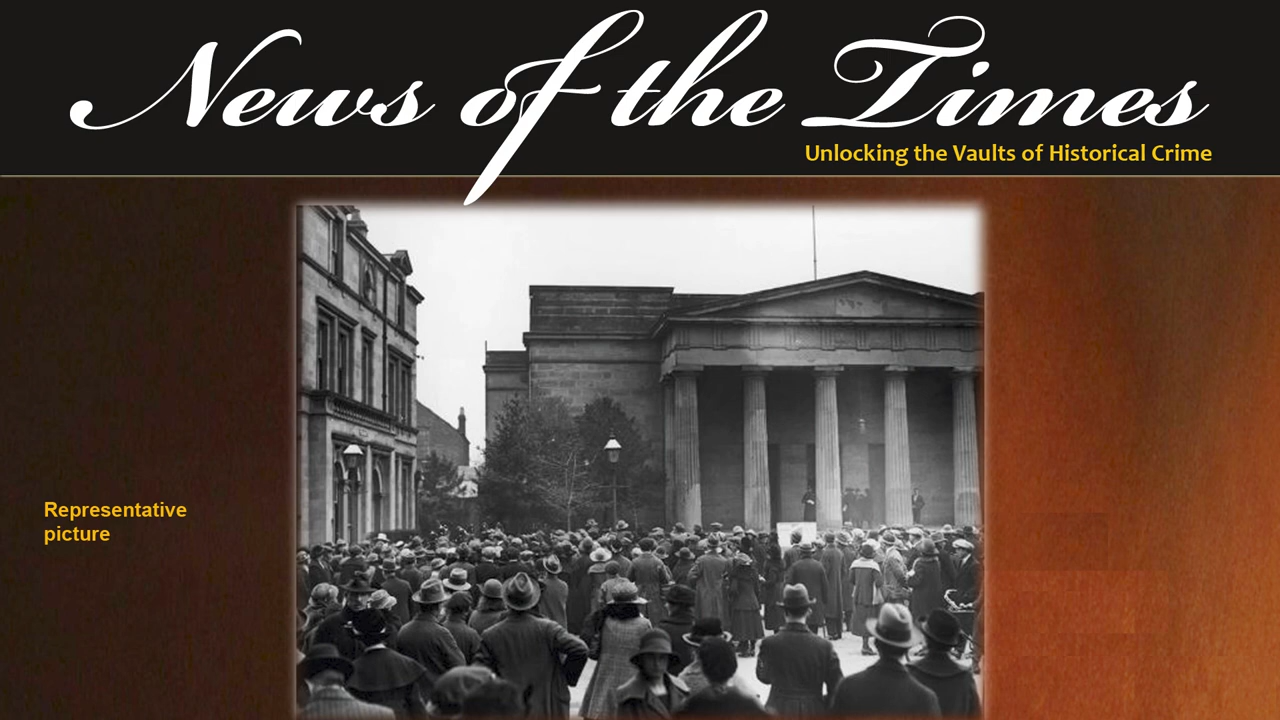 News of the Times
Unlocking the Vaults of Historical Crime
Representative
picture